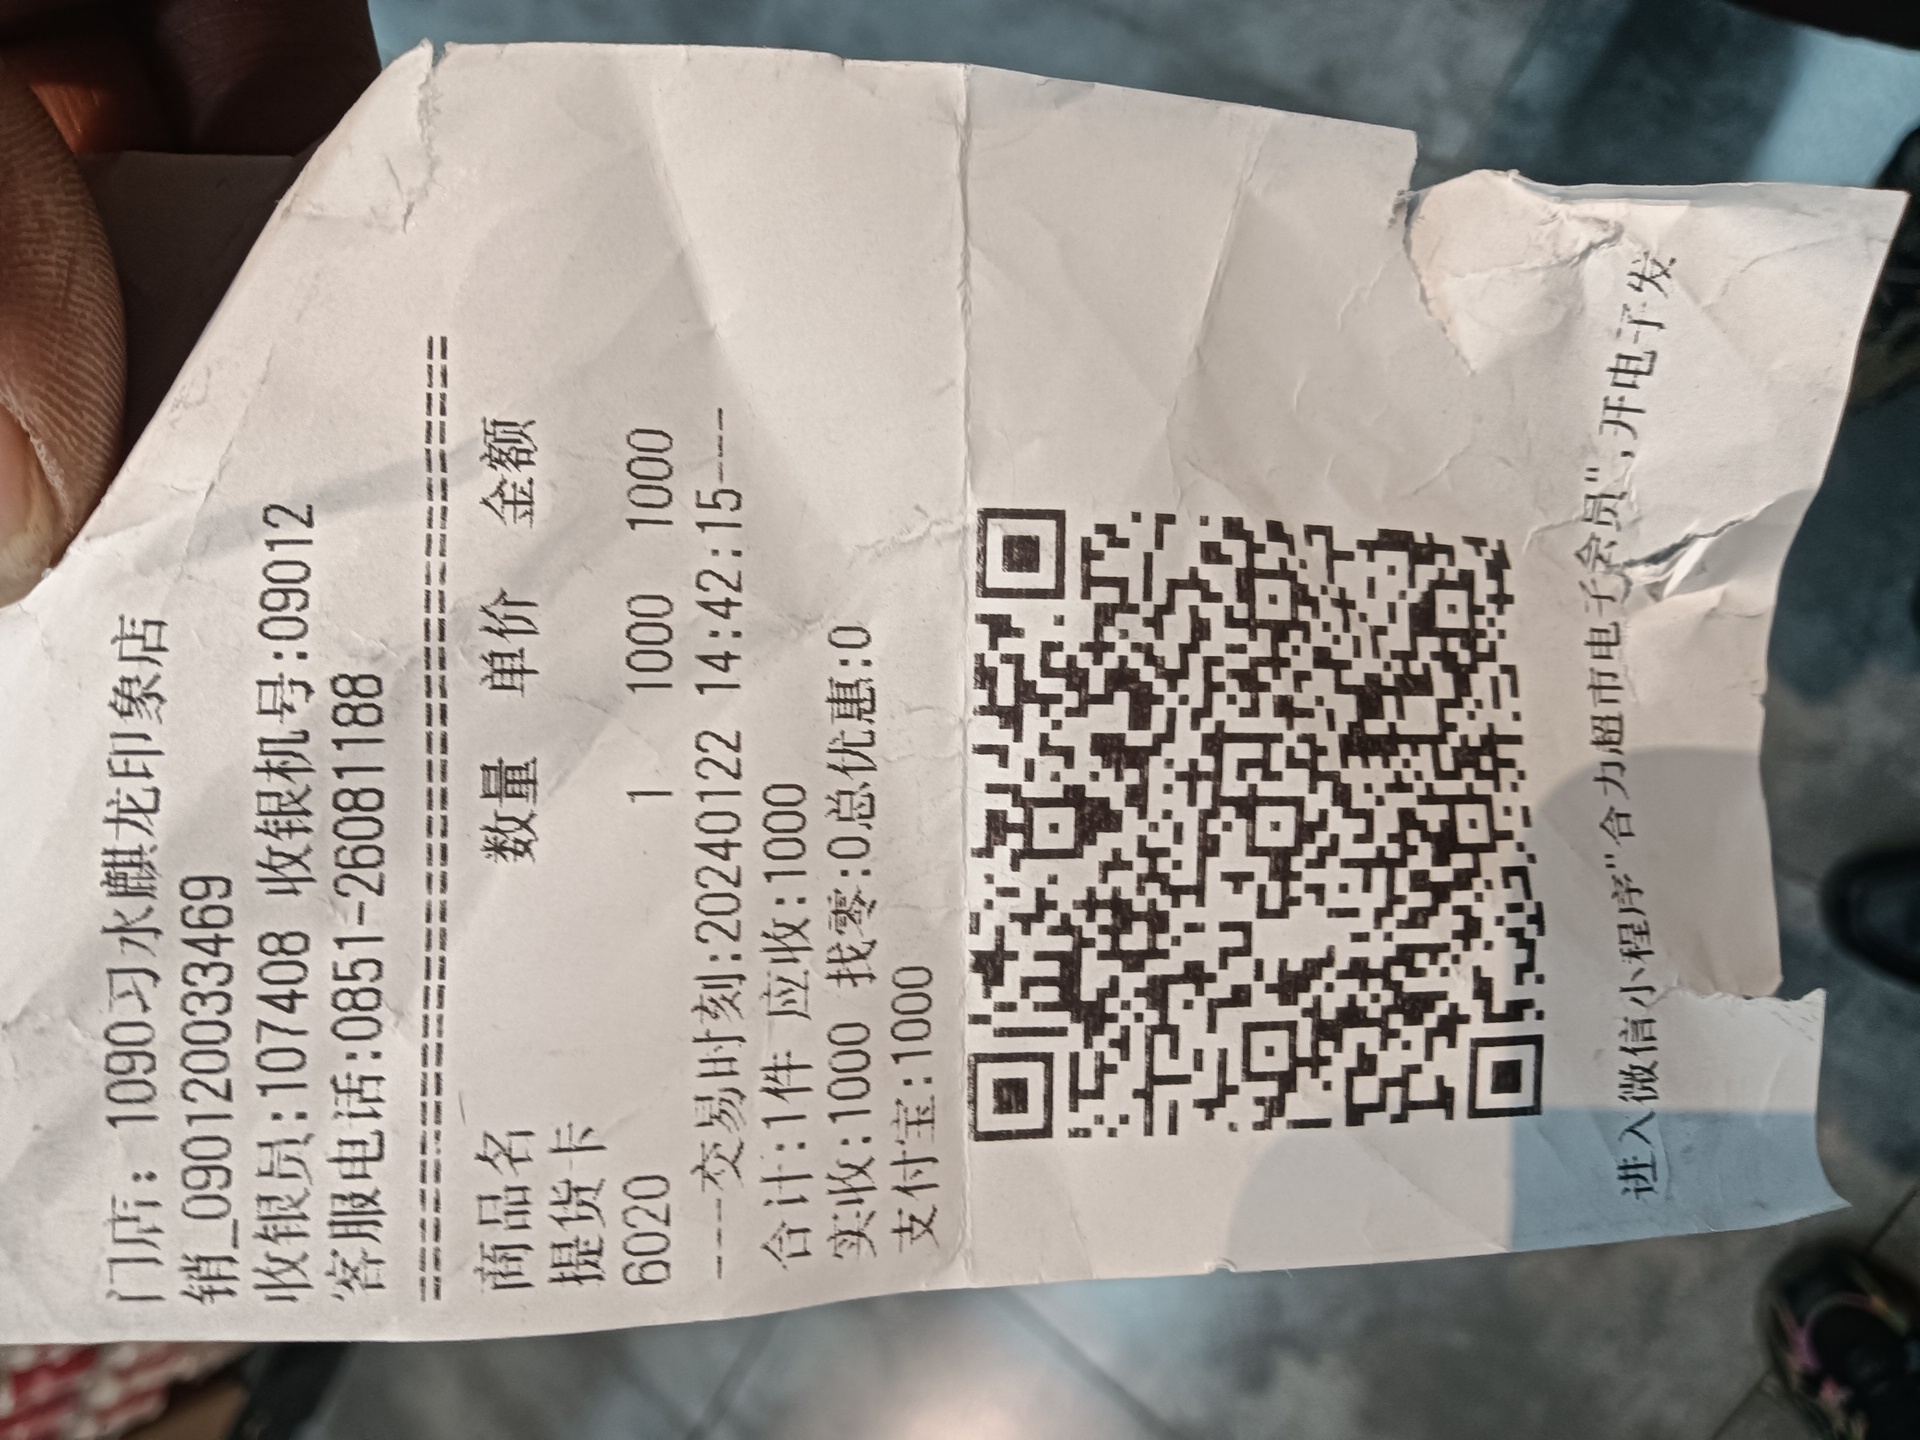 门店: 1090习水麒龙印象店
销_090120033469
收银员:107408 收银机号:09012
客服电话:0851-26081188
================================
商品名 数量 单价 金额
提货卡
6020 1 1000 1000
---交易时刻:20240122 14:42:15---
合计:1件 应收:1000
实收:1000 找零:0总优惠:0
支付宝:1000
进入微信小程序"合力超市电子会员",开电子发